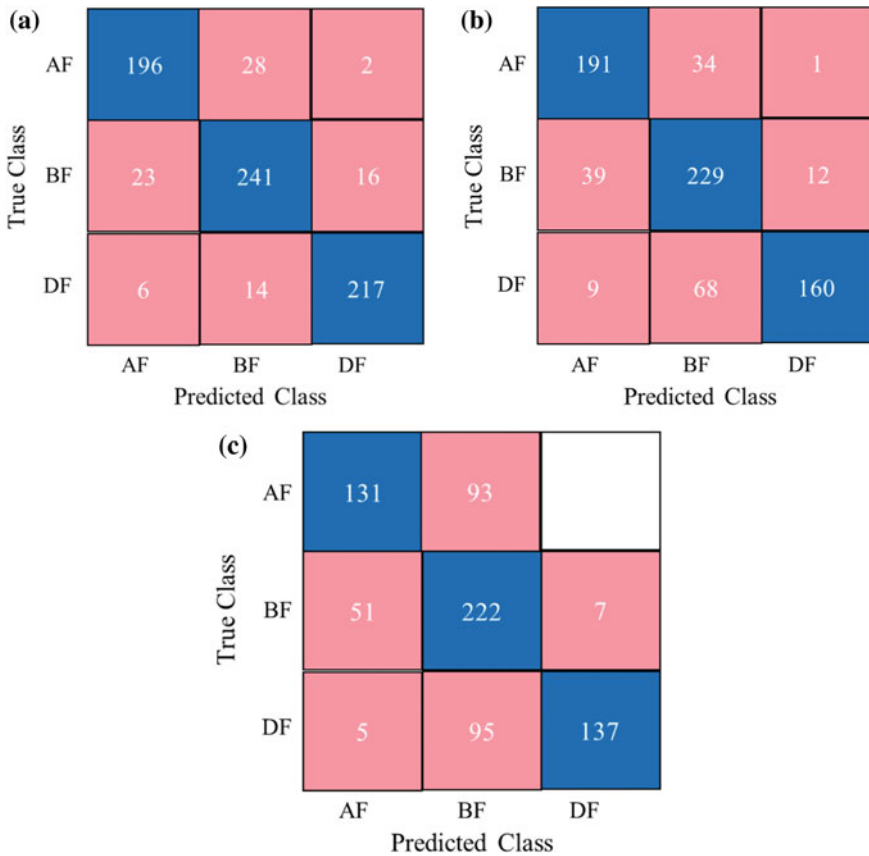 (a)
True Class
AF 196 28 2
BF 23 241 16
DF 6 14 217
AF BF DF
Predicted Class
(b)
True Class
AF 191 34 1
BF 39 229 12
DF 9 68 160
AF BF DF
Predicted Class
(c)
True Class
AF 131 93
BF 51 222 7
DF 5 95 137
AF BF DF
Predicted Class